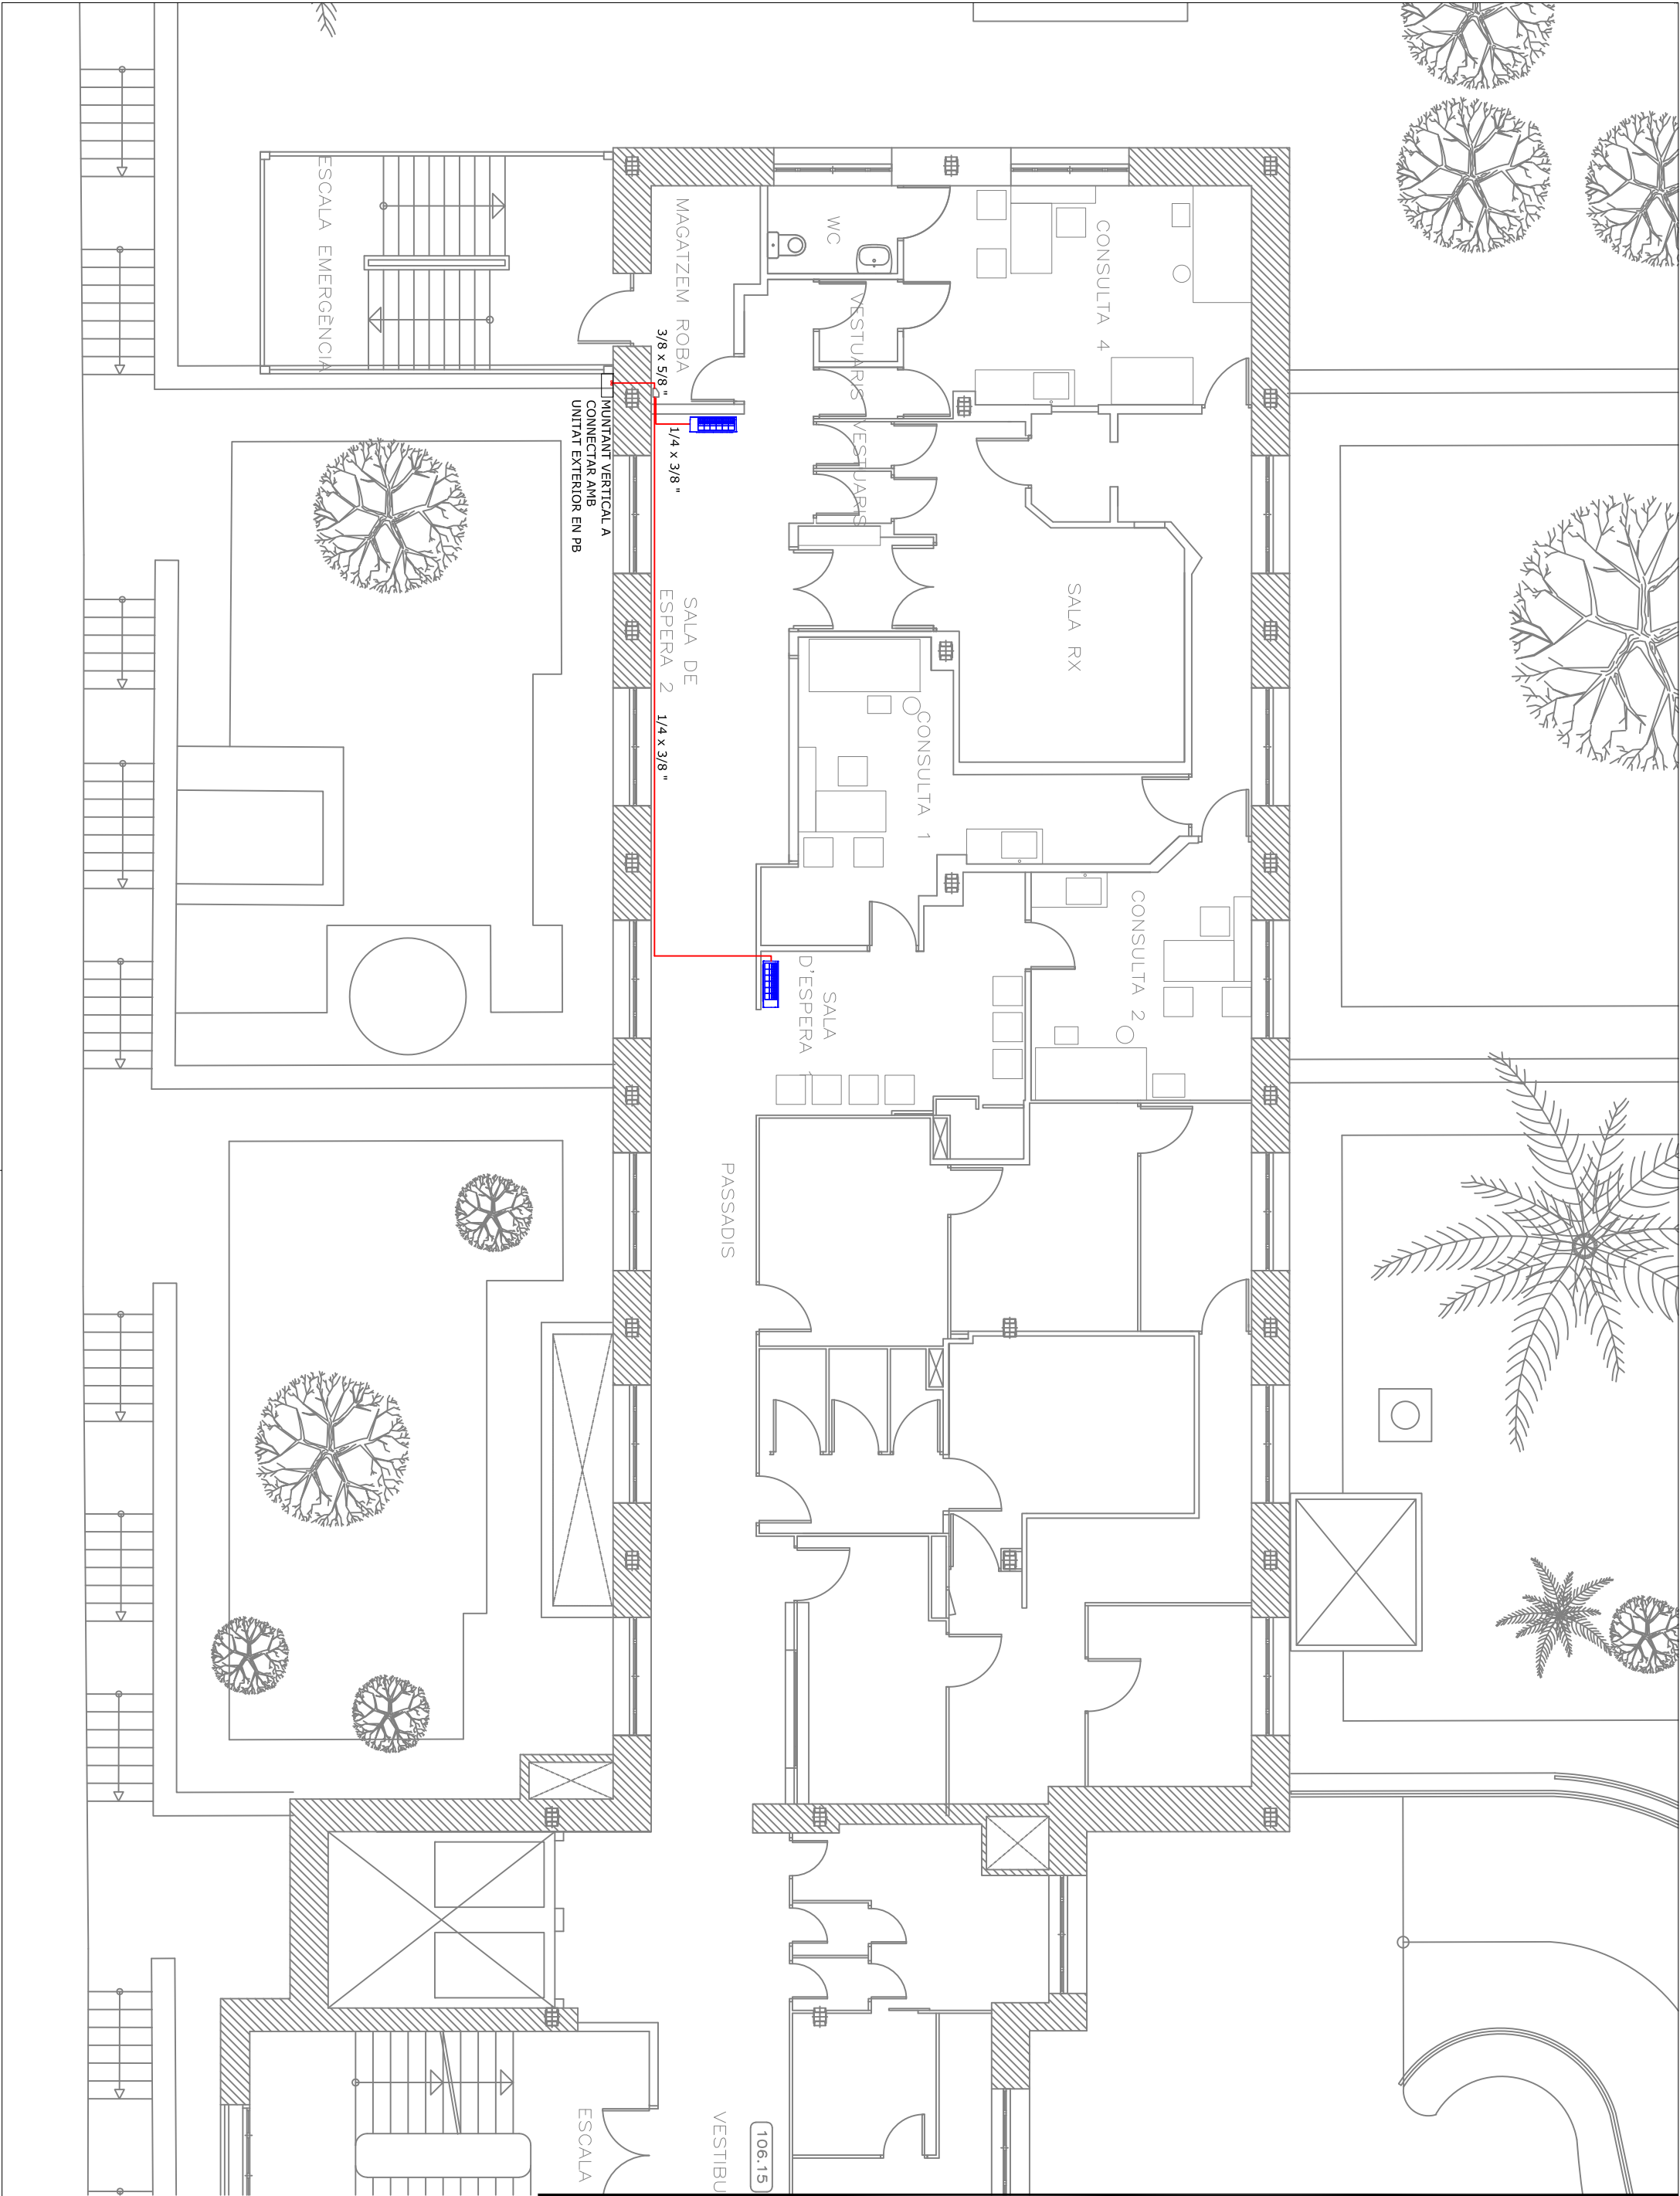 ESCALA EMERGÈNCIA
MAGATZEM ROBA
WC
CONSULTA 4
VESTUARIS
VESTUARIS
3/8 x 5/8 "
1/4 x 3/8 "
MUNTANT VERTICAL A
CONNECTAR AMB
UNITAT EXTERIOR EN PB
SALA RX
SALA DE
ESPERA 2
1/4 x 3/8 "
CONSULTA 1
CONSULTA 2
SALA
D'ESPERA 1
PASSADIS
ESCALA
VESTIBU
106.15